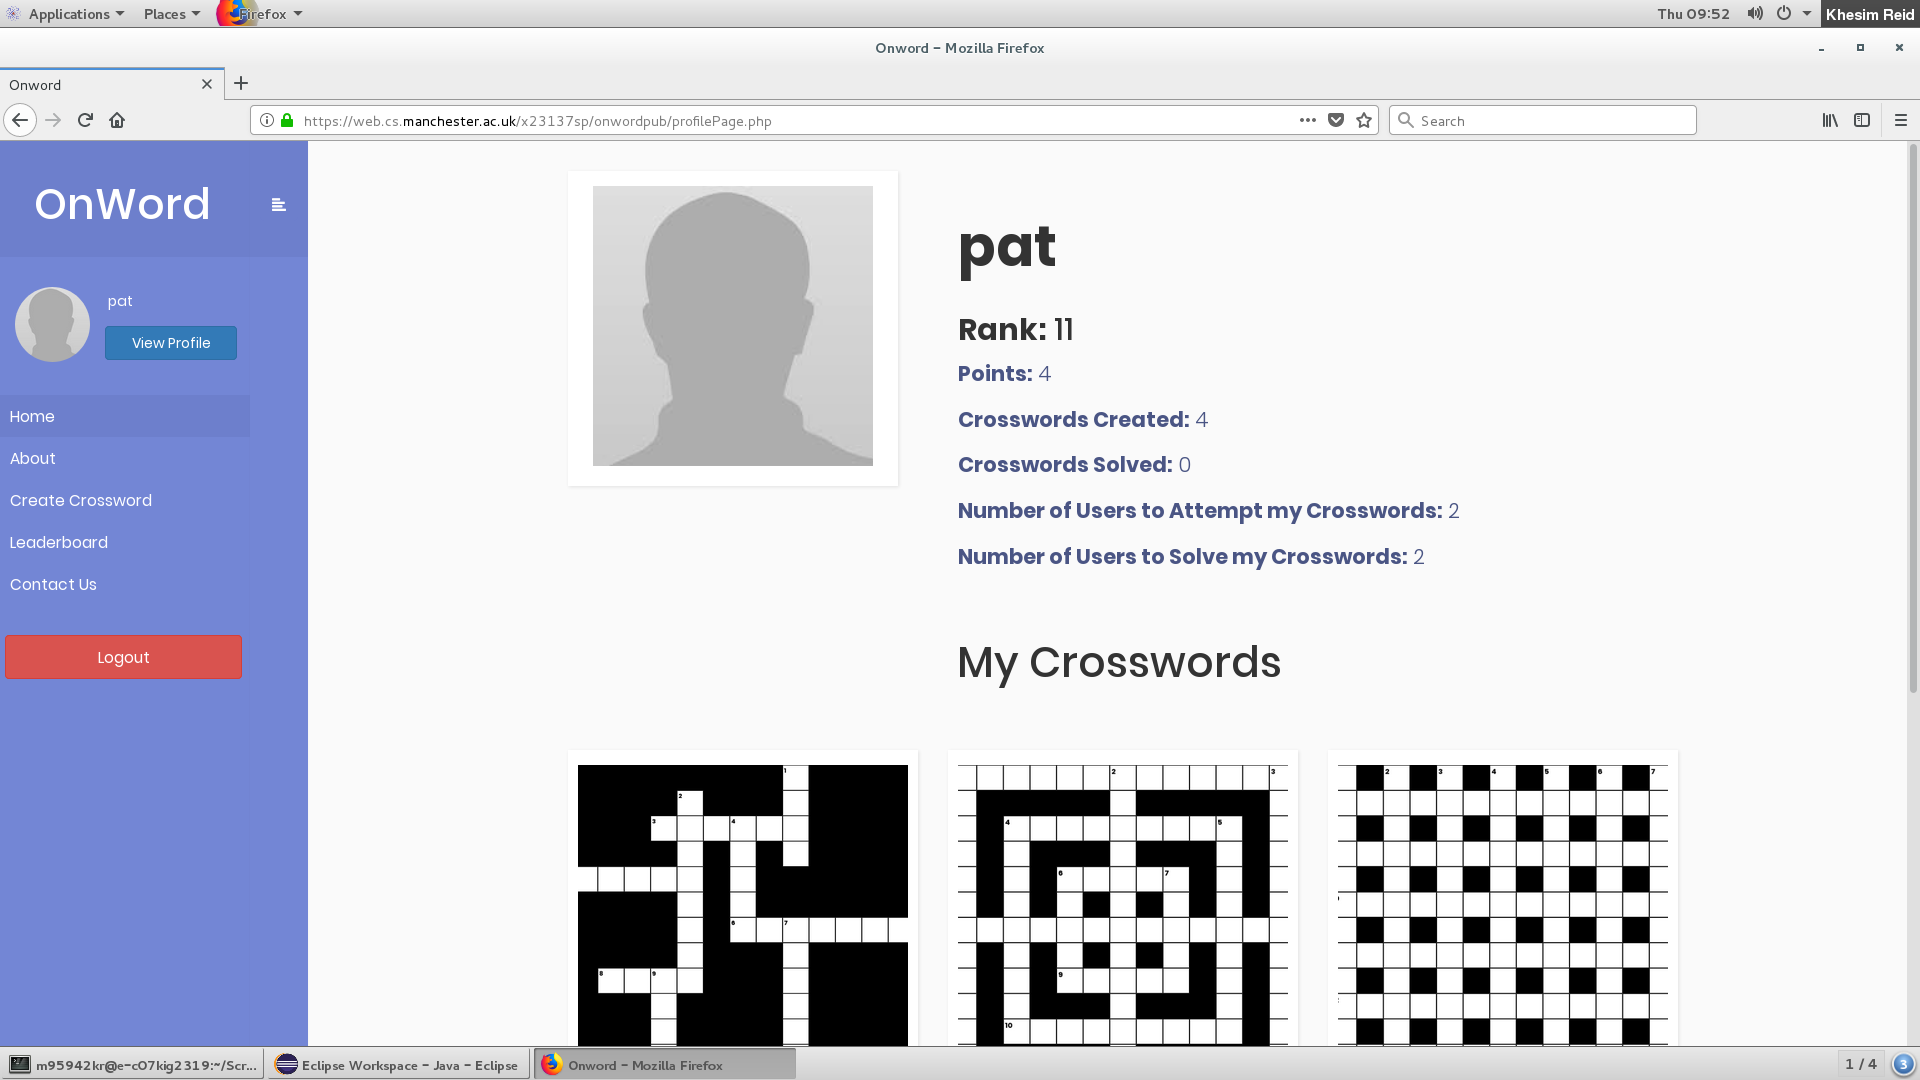 Applications Places Firefox Thu 09:52 Khesim Reid
Onword - Mozilla Firefox
Onword
https://web.cs.manchester.ac.uk/x23137sp/onwordpub/profilePage.php Search
OnWord
pat
View Profile
Home
About
Create Crossword
Leaderboard
Contact Us
Logout
pat
Rank: 11
Points: 4
Crosswords Created: 4
Crosswords Solved: 0
Number of Users to Attempt my Crosswords: 2
Number of Users to Solve my Crosswords: 2
My Crosswords
1
2
3 4
6 7
8 9
2 3
4 5
6 7
9
10
2 3 4 5 6 7
m95942kr@e-c07kig2319:~/Scr... Eclipse Workspace - Java - Eclipse Onword - Mozilla Firefox 1 / 4 3